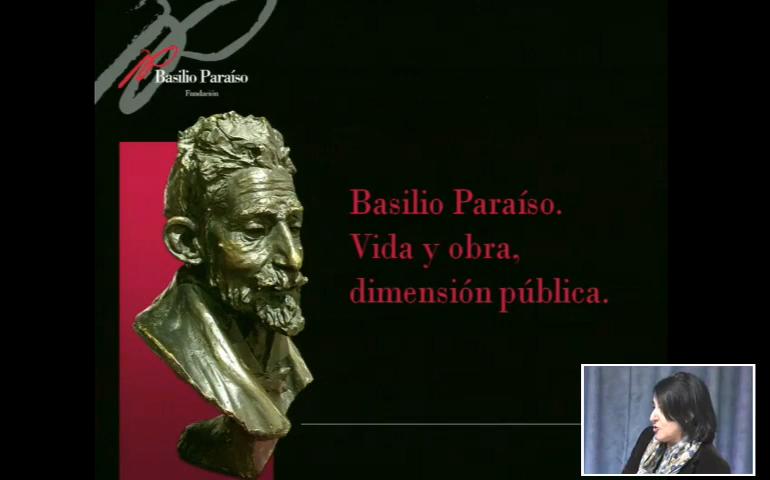 Basilio Paraíso
Fundación
Basilio Paraíso.
Vida y obra,
dimensión pública.